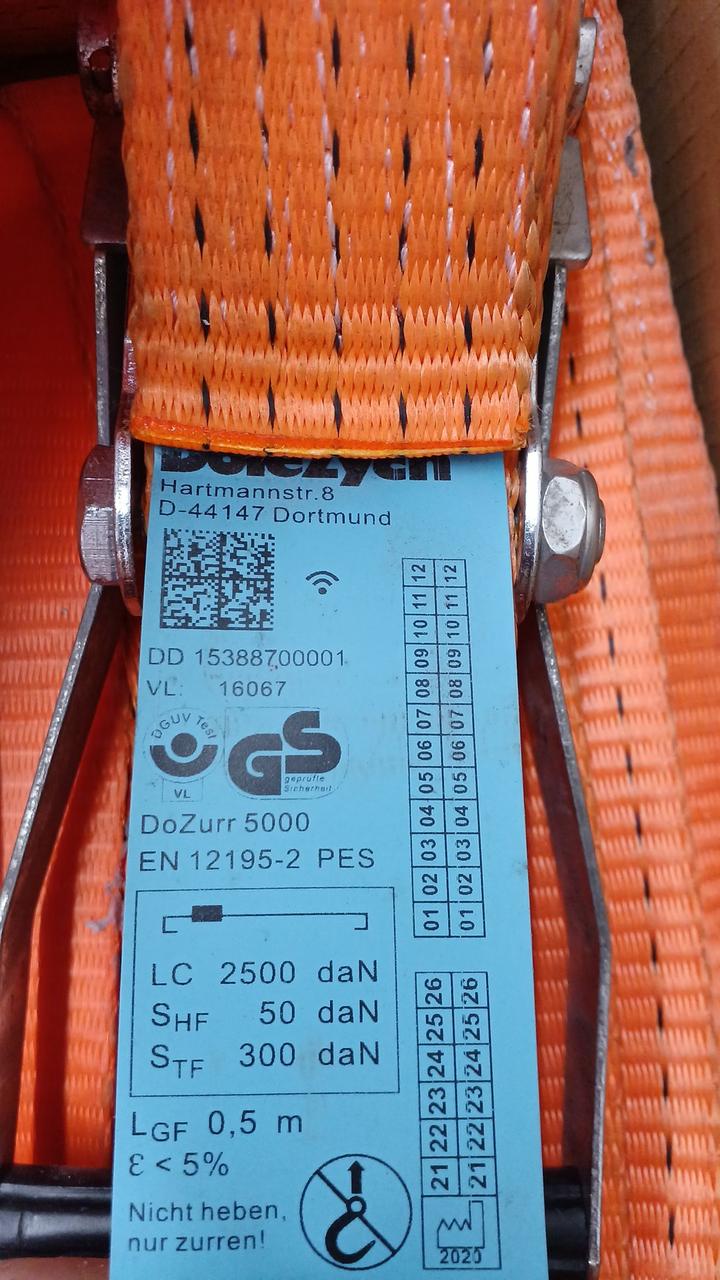 Dolezych
Hartmannstr.8
D-44147 Dortmund
DD 15388700001
VL. 16067
DGUV Test
VL
GS
geprüfte
Sicherheit
DoZurr 5000
EN 12195-2 PES
LC 2500 daN
SHF 50 daN
STF 300 daN
LGF 0,5 m
ε < 5%
Nicht heben,
nur zurren!
12 12
11 11
10 10
09 09
08 08
07 07
06 06
05 05
04 04
03 03
02 02
01 01
26 26
25 25
24 24
23 23
22 22
21 21
2020